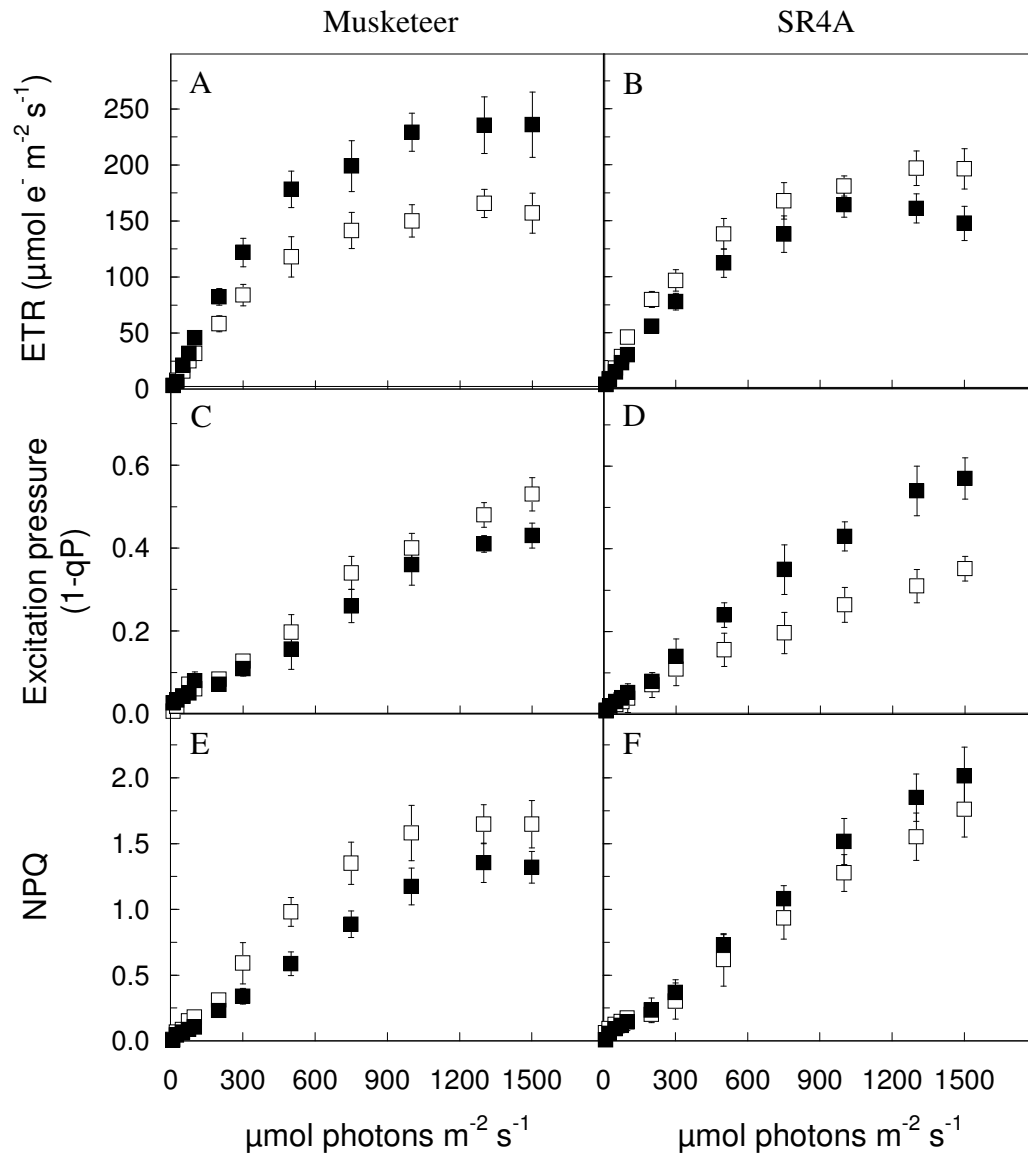 Musketeer SR4A
A B
ETR (µmol e⁻ m⁻² s⁻¹)
250
200
150
100
50
0
C D
Excitation pressure
(1-qP)
0.6
0.4
0.2
0.0
E F
NPQ
2.0
1.5
1.0
0.5
0.0
0 300 600 900 1200 1500 0 300 600 900 1200 1500
µmol photons m⁻² s⁻¹ µmol photons m⁻² s⁻¹